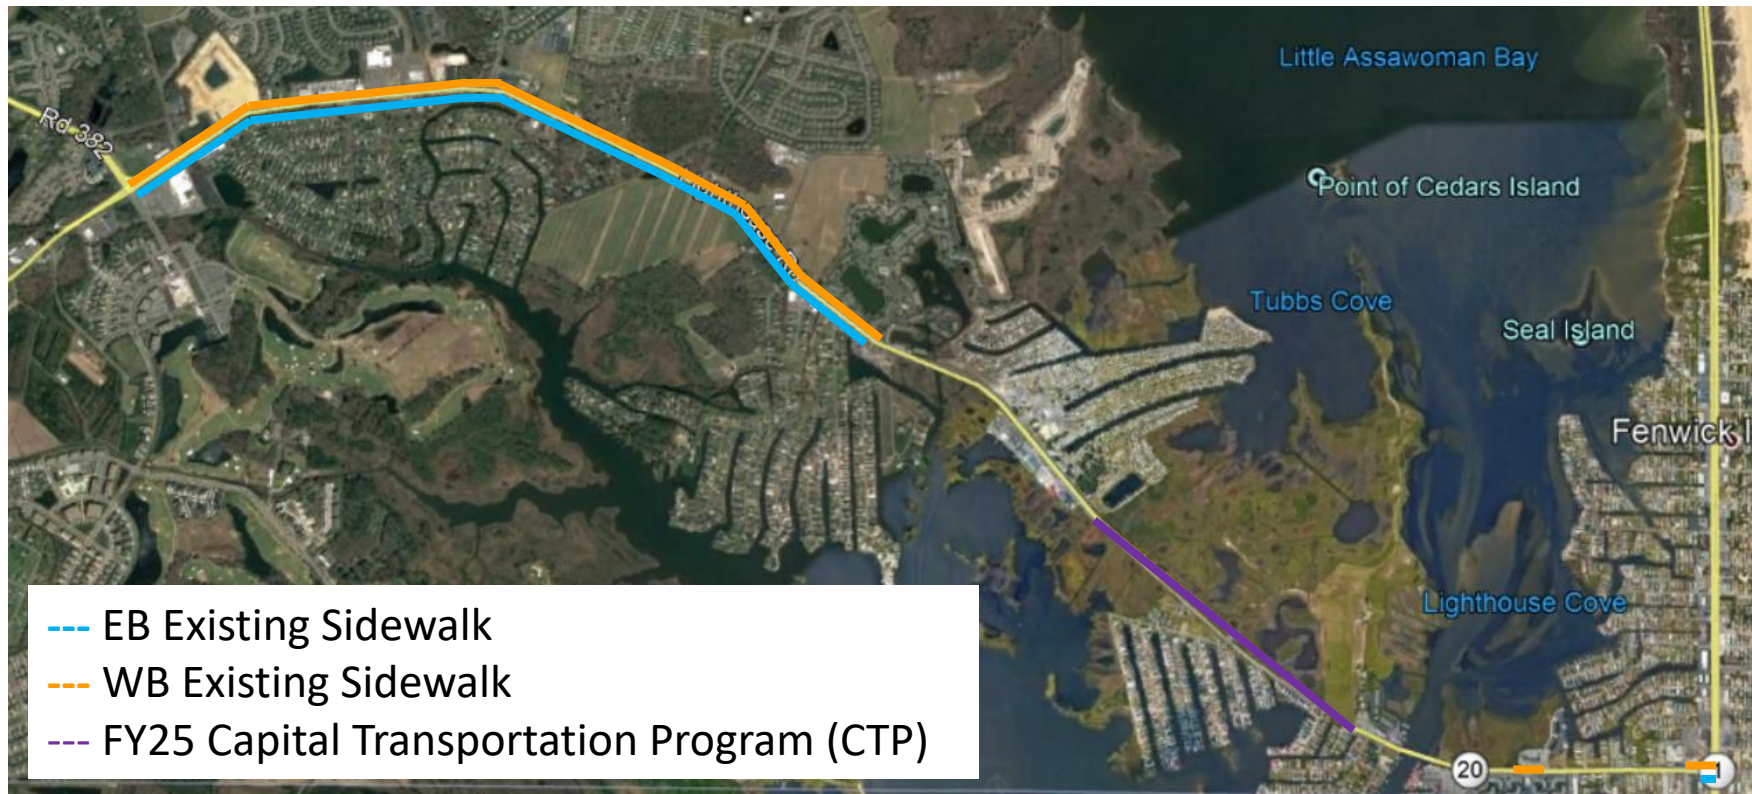 Little Assawoman Bay
Rd 382
Point of Cedars Island
Tubbs Cove
Seal Island
Fenwick I
Lighthouse Cove
--- EB Existing Sidewalk
--- WB Existing Sidewalk
--- FY25 Capital Transportation Program (CTP)
20
1